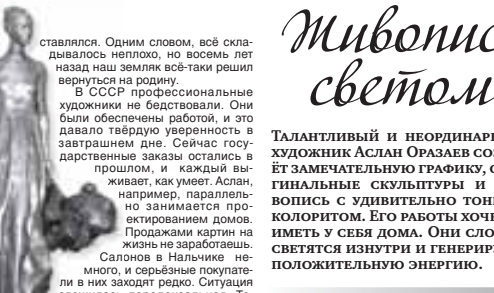 ставлялся. Одним словом, всё скла-
дывалось неплохо, но восемь лет
назад наш земляк всё-таки решил
вернуться на родину.
В СССР профессиональные
художники не бедствовали. Они
были обеспечены работой, и это
давало твёрдую уверенность в
завтрашнем дне. Сейчас госу-
дарственные заказы остались в
прошлом, и каждый вы-
живает, как умеет. Аслан,
например, параллель-
но занимается про-
ектированием домов.
Продажами картин на
жизнь не заработаешь.
Салонов в Нальчике не-
много, и серьёзные покупате-
ли в них заходят редко. Ситуация
Живопис
светом
ТАЛАНТЛИВЫЙ И НЕОРДИНАР
ХУДОЖНИК АСЛАН ОРАЗАЕВ СОЗ
ЁТ ЗАМЕЧАТЕЛЬНУЮ ГРАФИКУ, О
ГИНАЛЬНЫЕ СКУЛЬПТУРЫ И
ВОПИСЬ С УДИВИТЕЛЬНО ТОН
КОЛОРИТОМ. ЕГО РАБОТЫ ХОЧЕ
ИМЕТЬ У СЕБЯ ДОМА. ОНИ СЛО
СВЕТЯТСЯ ИЗНУТРИ И ГЕНЕРИР
ПОЛОЖИТЕЛЬНУЮ ЭНЕРГИЮ.